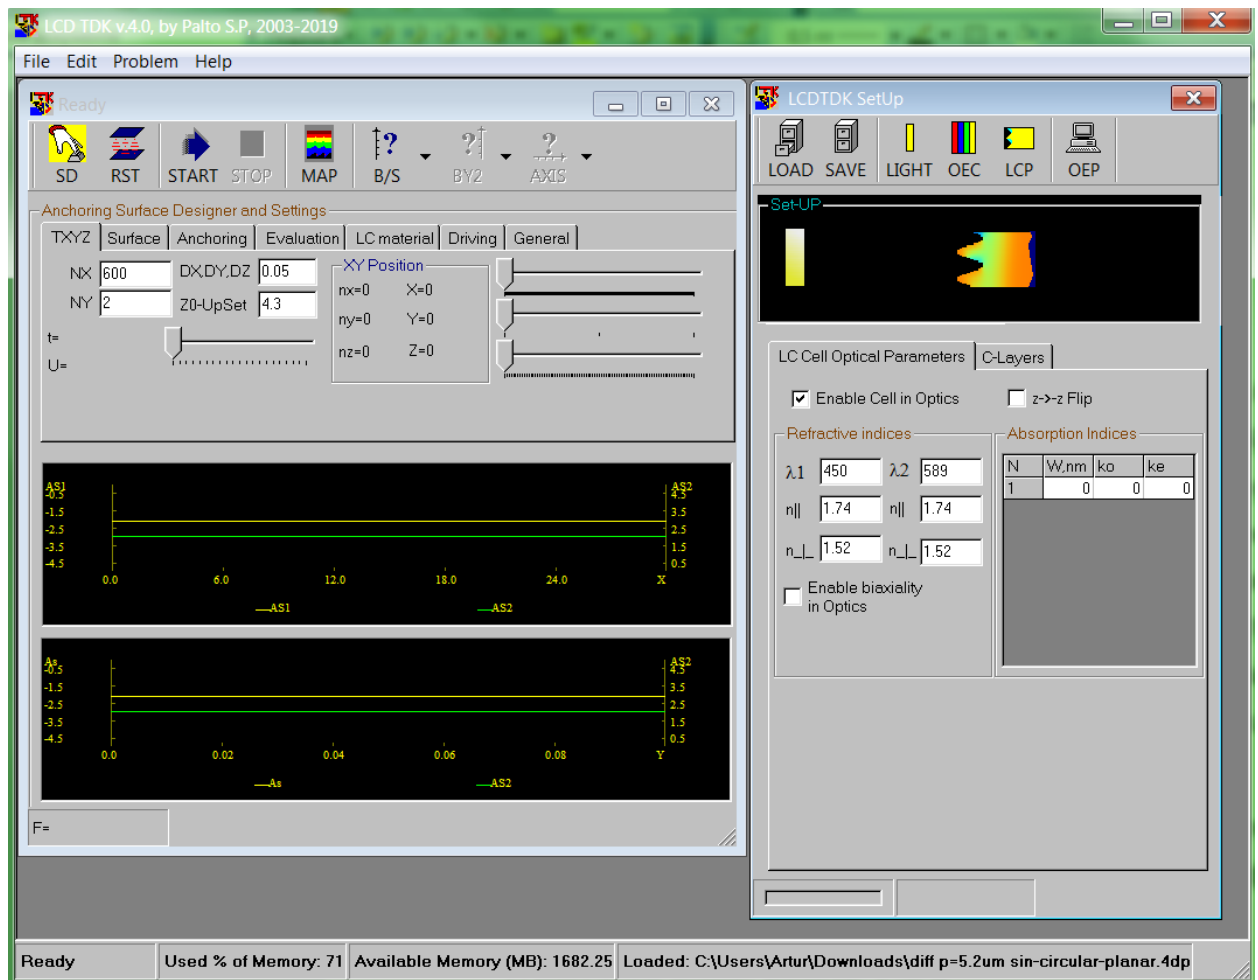 LCD TDK v.4.0, by Palto S.P, 2003-2019
File Edit Problem Help
Ready
SD RST START STOP MAP B/S BY2 AXIS
Anchoring Surface Designer and Settings
TXYZ Surface Anchoring Evaluation LC material Driving General
NX 600 DX,DY,DZ 0.05
NY 2 Z0-UpSet 4.3
t=
U=
XY Position
nx=0 X=0
ny=0 Y=0
nz=0 Z=0
AS1 AS2
-0.5 4.5
-1.5 3.5
-2.5 2.5
-3.5 1.5
-4.5 0.5
0.0 6.0 12.0 18.0 24.0 X
AS1 AS2
As AS2
-0.5 4.5
-1.5 3.5
-2.5 2.5
-3.5 1.5
-4.5 0.5
0.0 0.02 0.04 0.06 0.08 Y
As AS2
F=
LCDTDK SetUp
LOAD SAVE LIGHT OEC LCP OEP
Set-UP
LC Cell Optical Parameters C-Layers
Enable Cell in Optics z->-z Flip
Refractive indices
λ1 450 λ2 589
n|| 1.74 n|| 1.74
n_|_ 1.52 n_|_ 1.52
Enable biaxiality
in Optics
Absorption Indices
N W,nm ko ke
1 0 0 0
Ready Used % of Memory: 71 Available Memory (MB): 1682.25 Loaded: C:\Users\Artur\Downloads\diff p=5.2um sin-circular-planar.4dp